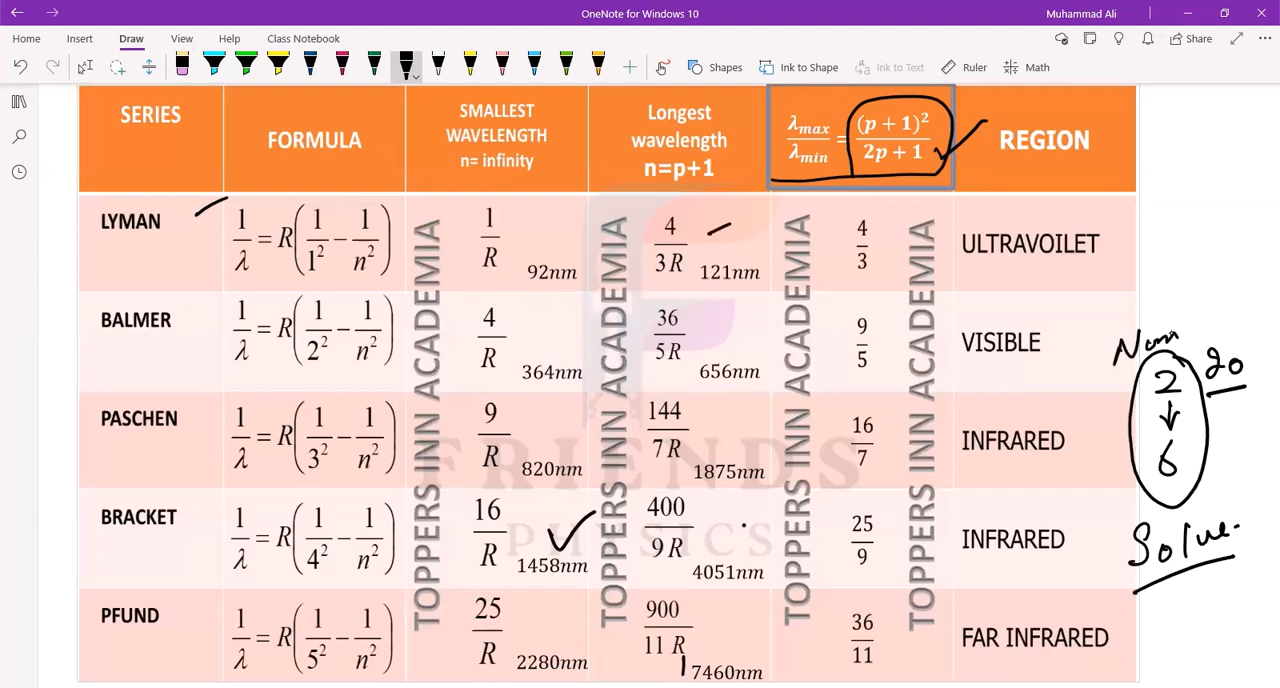 OneNote for Windows 10
Muhammad Ali
Home Insert Draw View Help Class Notebook
Share
Shapes Ink to Shape Ink to Text Ruler Math
SERIES
FORMULA
SMALLEST
WAVELENGTH
n= infinity
Longest
wavelength
n=p+1
λmax/λmin = (p + 1)²/2p + 1
REGION
LYMAN
1/λ = R(1/1² − 1/n²)
1/R 92nm
4/3R 121nm
4/3
ULTRAVOILET
BALMER
1/λ = R(1/2² − 1/n²)
4/R 364nm
36/5R 656nm
9/5
VISIBLE
PASCHEN
1/λ = R(1/3² − 1/n²)
9/R 820nm
144/7R 1875nm
16/7
INFRARED
BRACKET
1/λ = R(1/4² − 1/n²)
16/R 1458nm
400/9R 4051nm
25/9
INFRARED
PFUND
1/λ = R(1/5² − 1/n²)
25/R 2280nm
900/11 R 7460nm
36/11
FAR INFRARED
TOPPERS INN ACADEMIA
TOPPERS INN ACADEMIA
TOPPERS INN ACADEMIA
TOPPERS INN ACADEMIA
FRIENDS
PHYSICS
20
2
6
Solve.